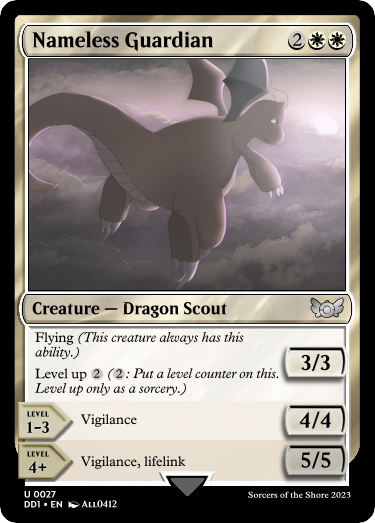 Nameless Guardian 2
Creature — Dragon Scout
Flying (This creature always has this
ability.)
Level up 2 (2: Put a level counter on this.
Level up only as a sorcery.)
3/3
LEVEL
1-3
Vigilance
4/4
LEVEL
4+
Vigilance, lifelink
5/5
U 0027
DD1 • EN ALL0412
Sorcers of the Shore 2023